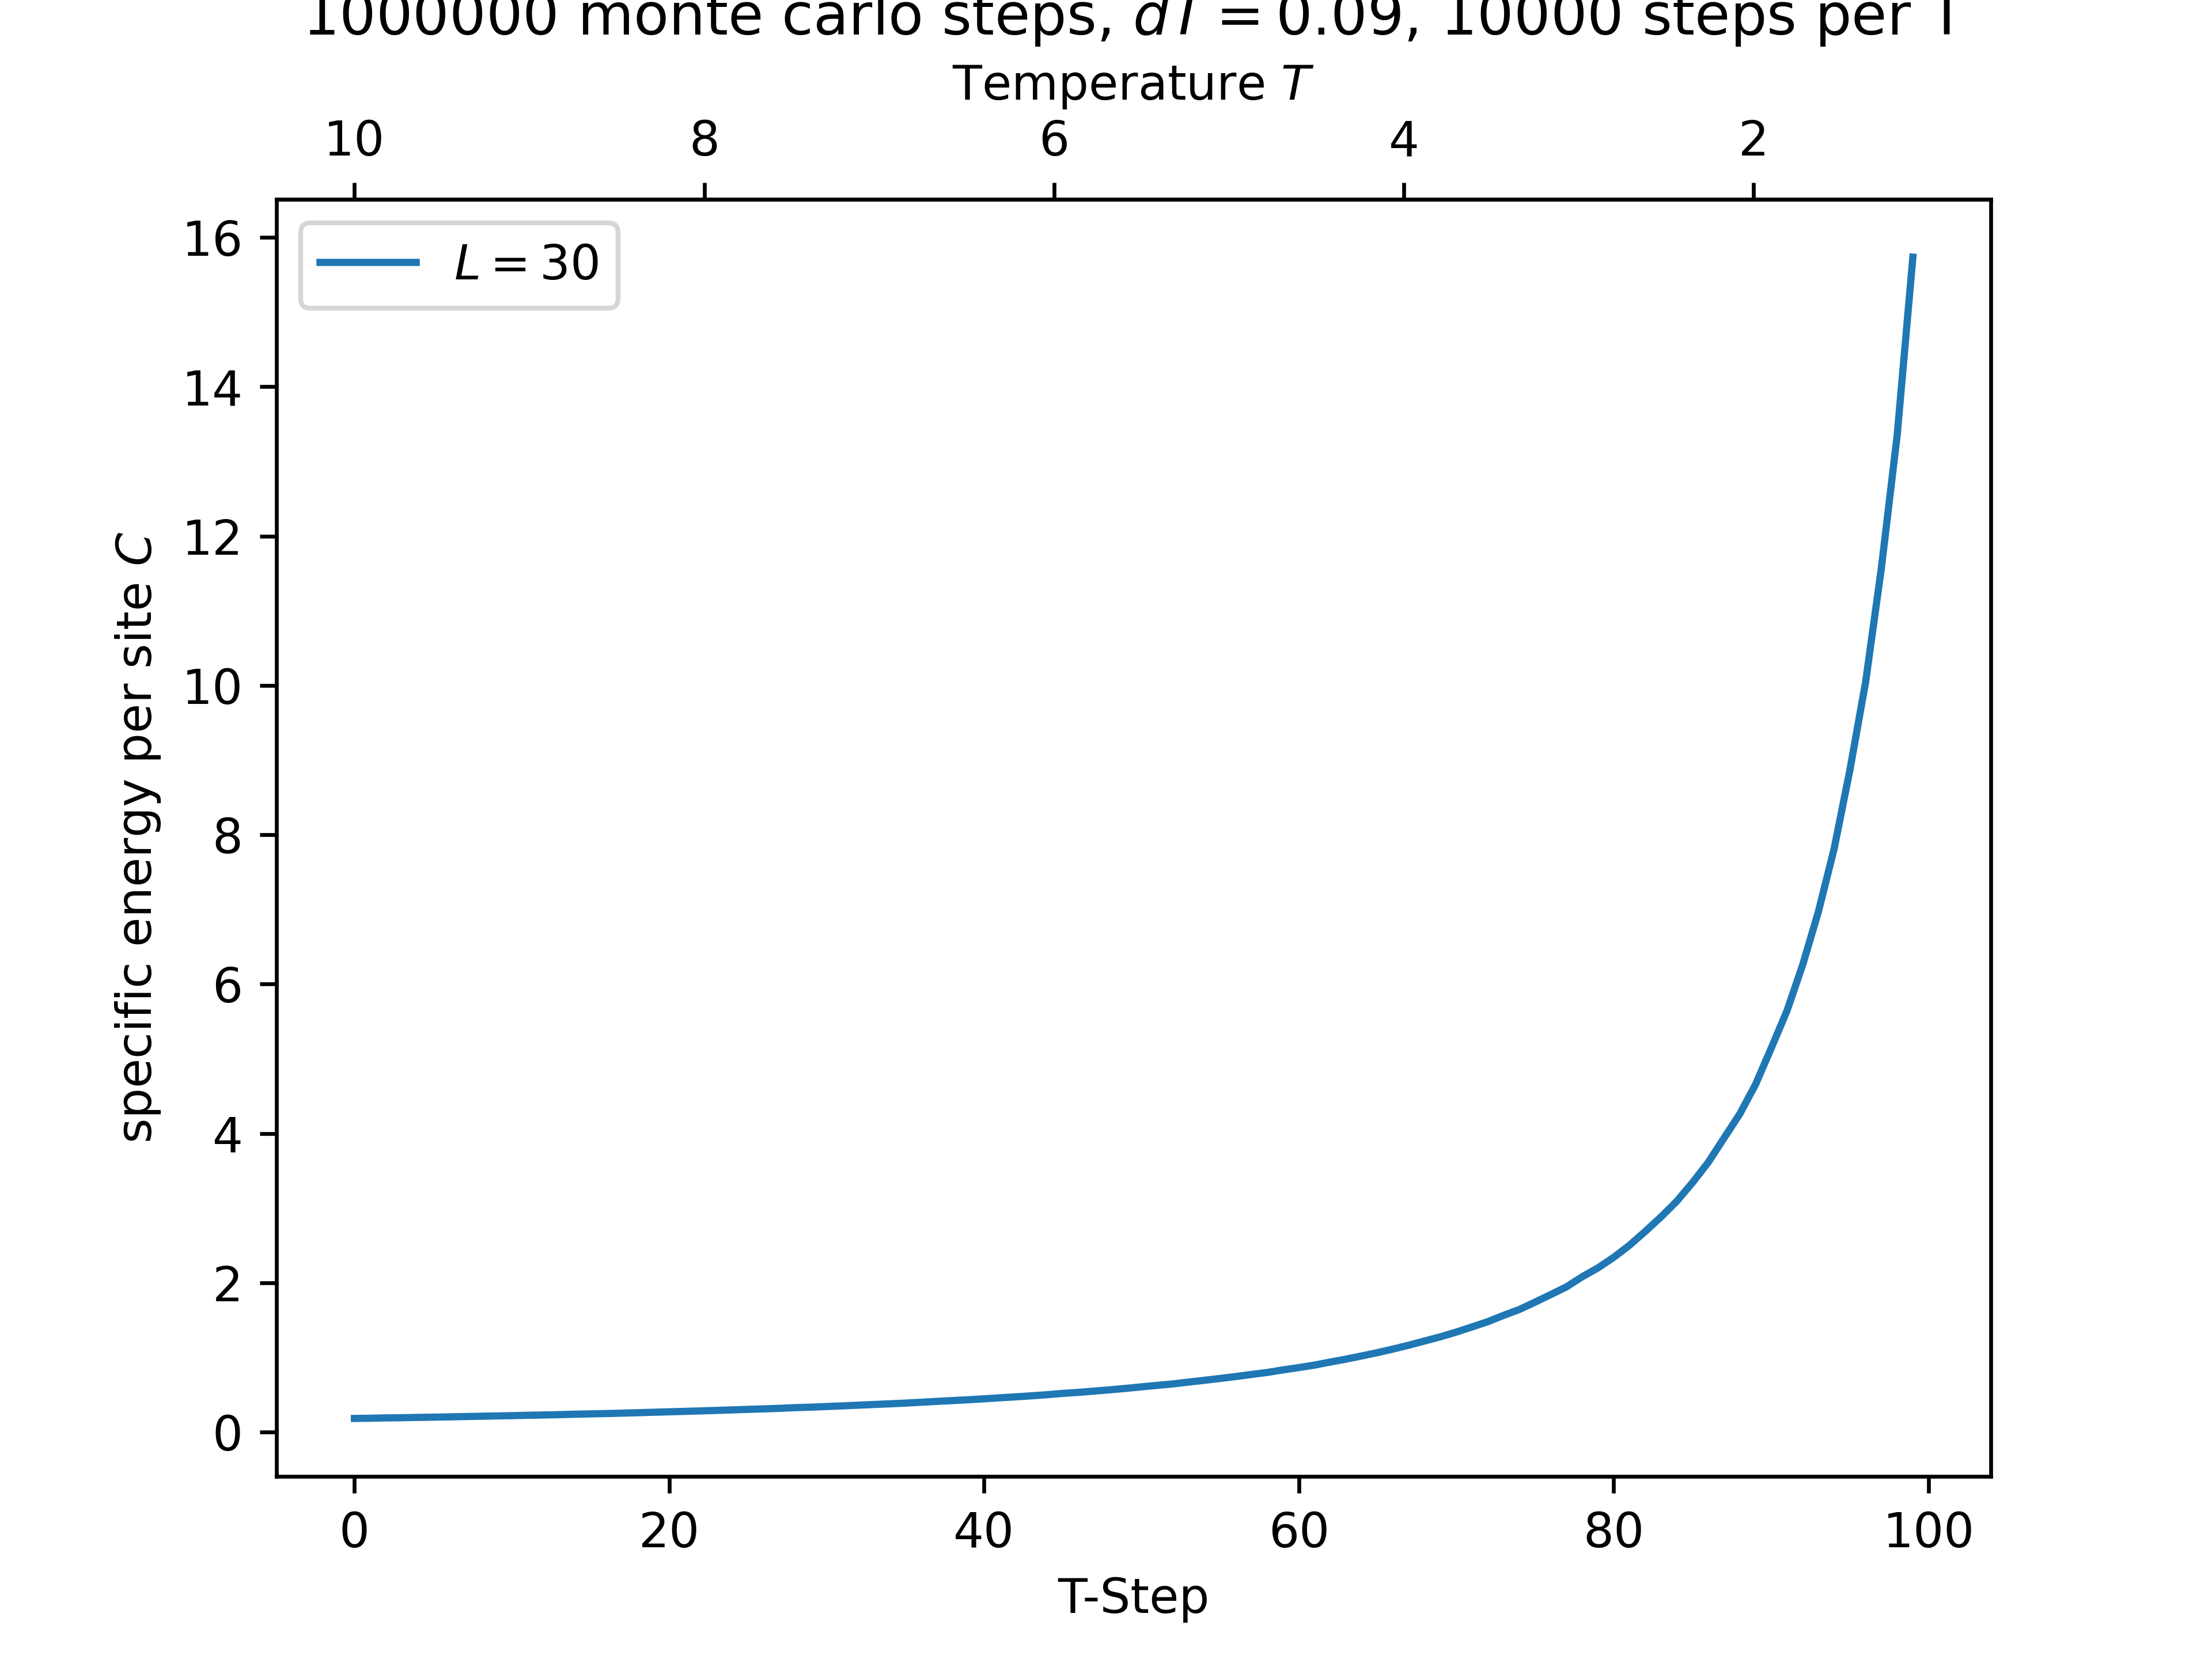 1000000 monte carlo steps, dT = 0.09, 10000 steps per T
Temperature T
10 8 6 4 2
L = 30
16
14
12
10
8
6
4
2
0
specific energy per site C
0 20 40 60 80 100
T-Step